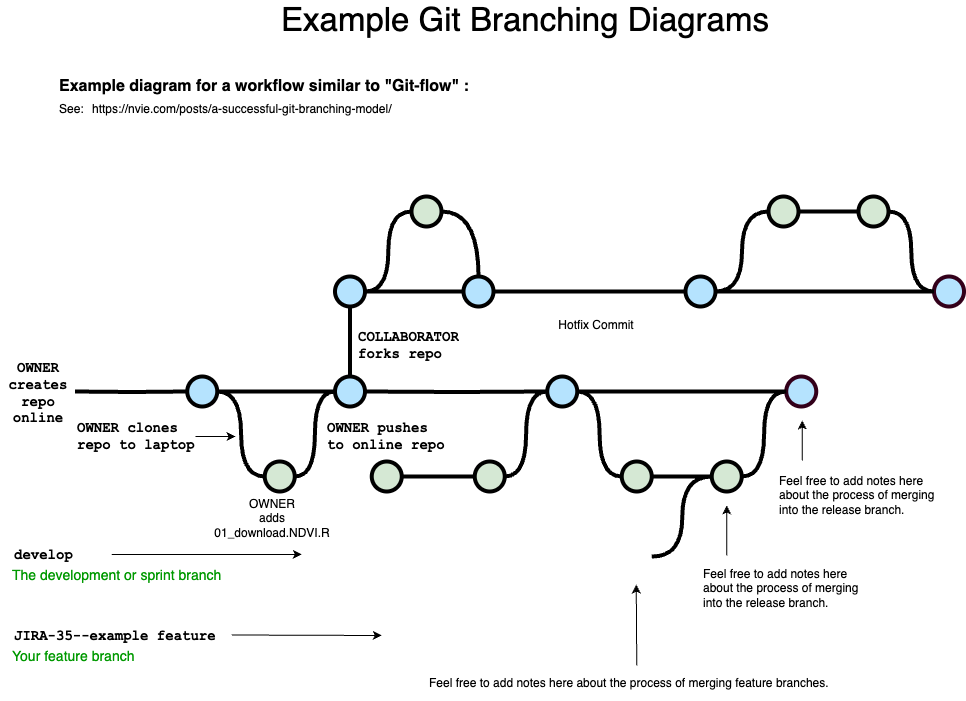 Example Git Branching Diagrams
Example diagram for a workflow similar to "Git-flow" :
See: https://nvie.com/posts/a-successful-git-branching-model/
Hotfix Commit
COLLABORATOR
forks repo
OWNER
creates
repo
online
OWNER clones
repo to laptop
OWNER pushes
to online repo
OWNER
adds
01_download.NDVI.R
Feel free to add notes here
about the process of merging
into the release branch.
develop
The development or sprint branch
Feel free to add notes here
about the process of merging
into the release branch.
JIRA-35--example feature
Your feature branch
Feel free to add notes here about the process of merging feature branches.